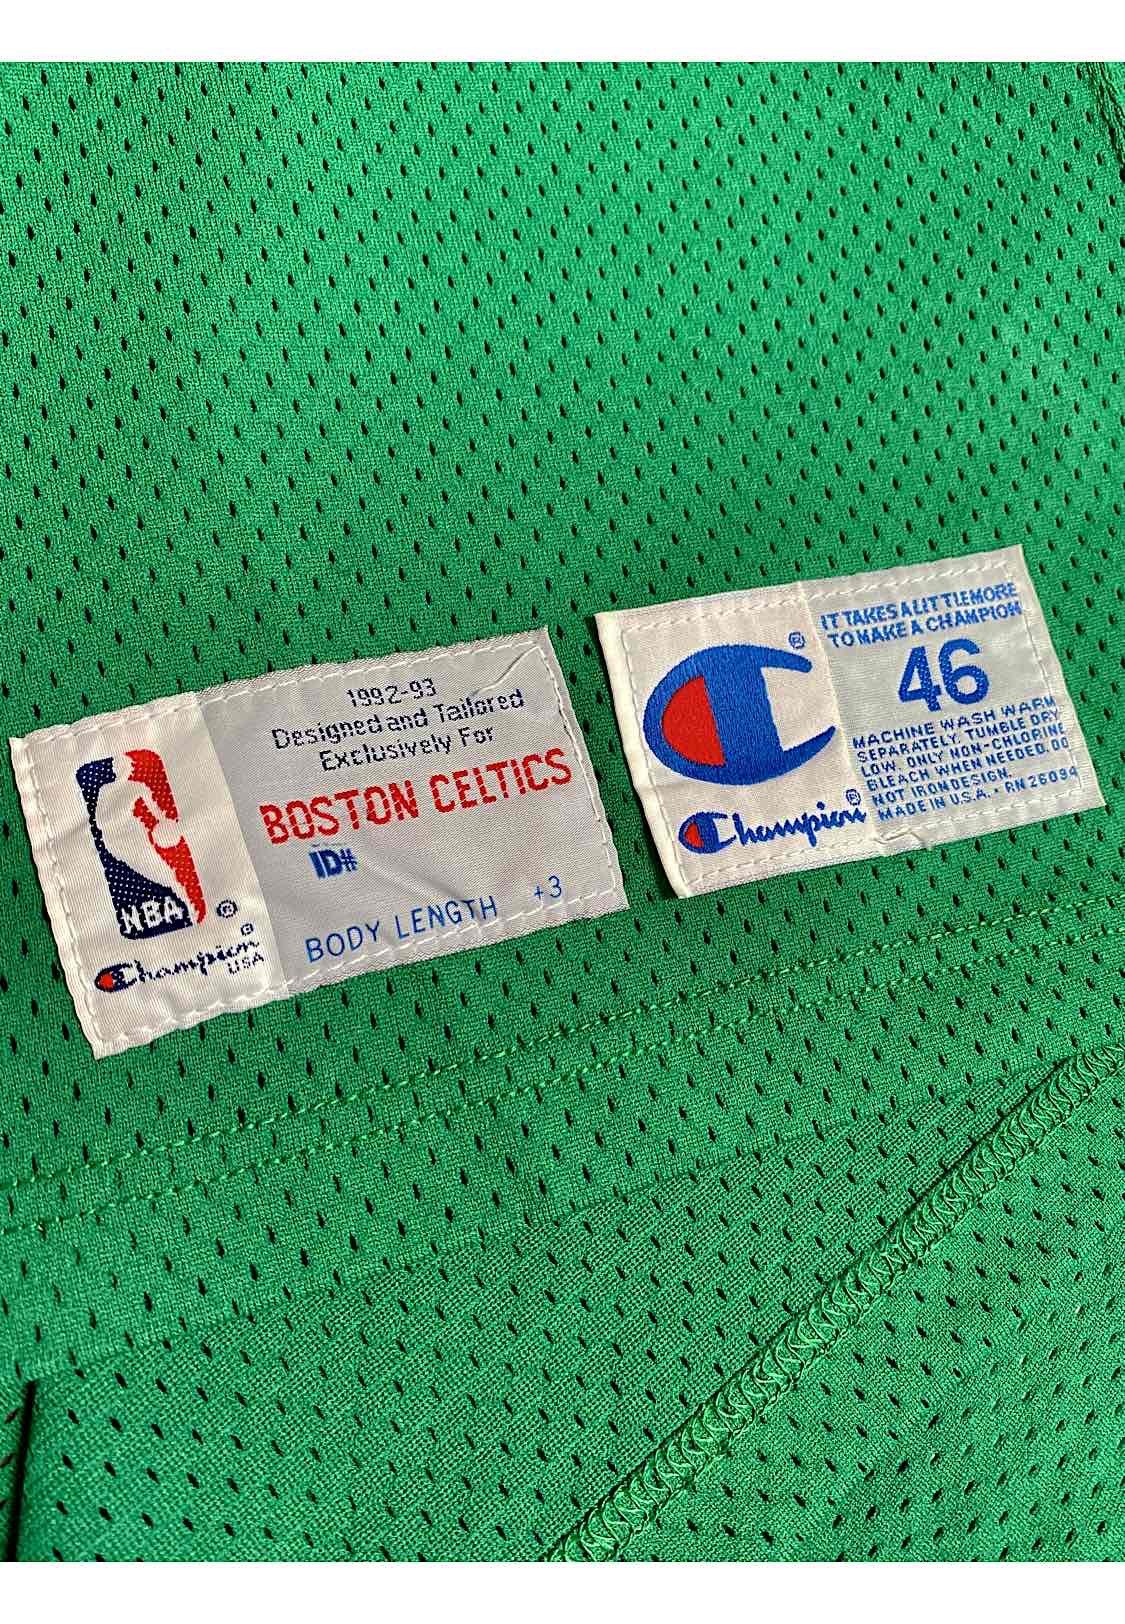 1992-93
Designed and Tailored
Exclusively For
BOSTON CELTICS
ID#
BODY LENGTH +3
NBA ®
Champion ®
USA
IT TAKES A LITTLE MORE
TO MAKE A CHAMPION
®
46
MACHINE WASH WARM
SEPARATELY. TUMBLE DRY
LOW. ONLY NON-CHLORINE
BLEACH WHEN NEEDED. DO
NOT IRON DESIGN.
MADE IN U.S.A. • RN 26094
Champion ®